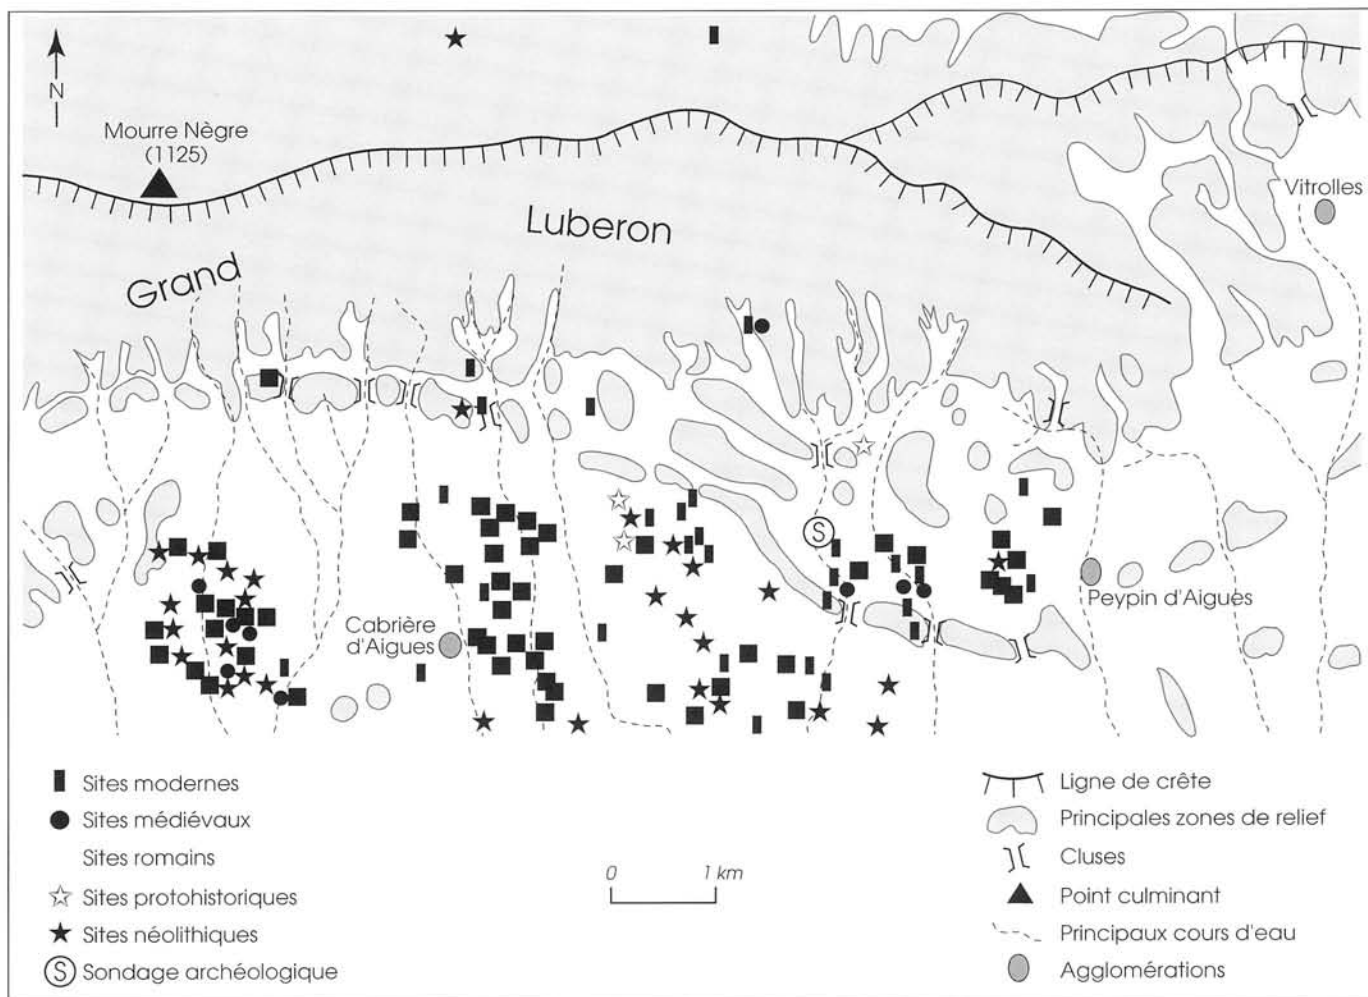 N
Mourre Nègre
(1125)
Vitrolles
Luberon
Grand
S
Peypin d'Aigues
Cabrière
d'Aigues
Sites modernes
Sites médiévaux
Sites romains
Sites protohistoriques
Sites néolithiques
S Sondage archéologique
0 1 km
Ligne de crête
Principales zones de relief
Cluses
Point culminant
Principaux cours d'eau
Agglomérations